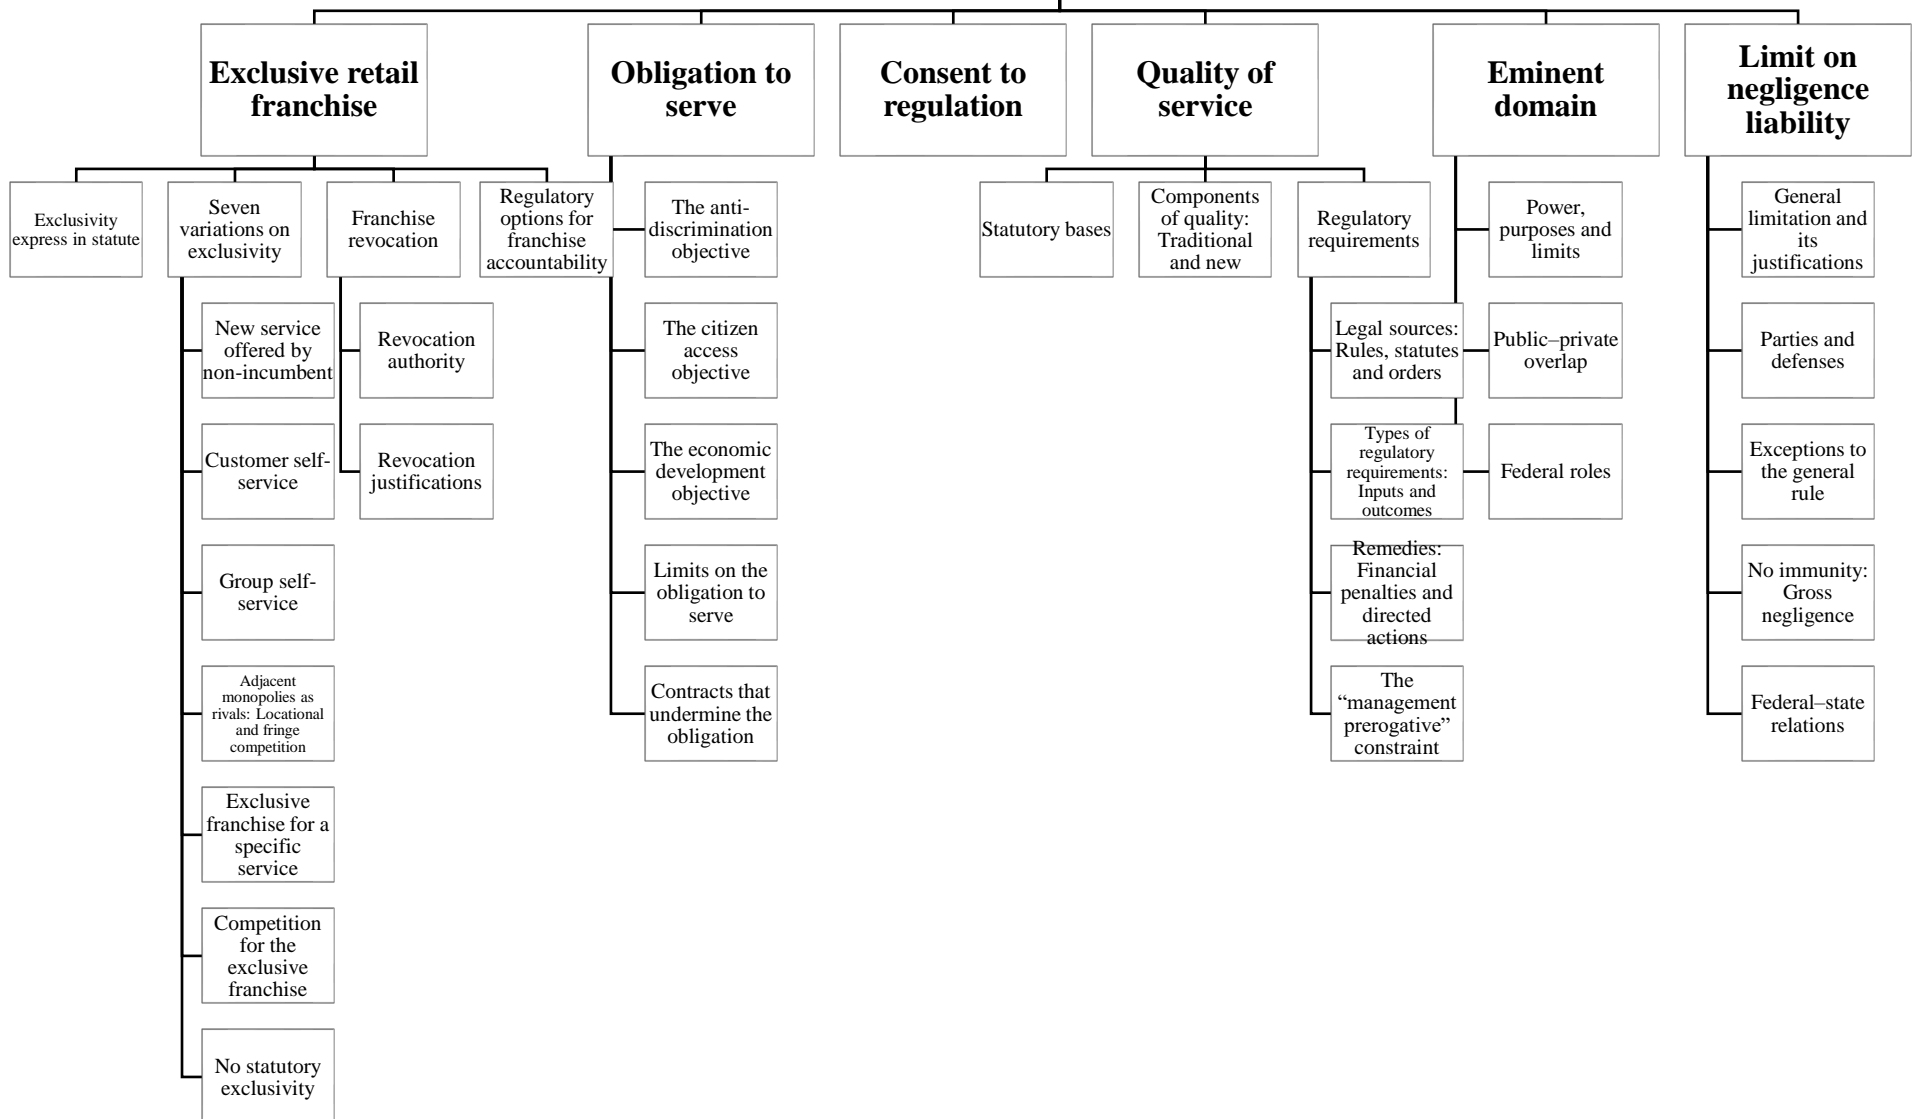 Exclusive retail
franchise
Obligation to
serve
Consent to
regulation
Quality of
service
Eminent
domain
Limit on
negligence
liability
Exclusivity
express in statute
Seven
variations on
exclusivity
New service
offered by
non-incumbent
Customer self-
service
Group self-
service
Adjacent
monopolies as
rivals: Locational
and fringe
competition
Exclusive
franchise for a
specific
service
Competition
for the
exclusive
franchise
No statutory
exclusivity
Franchise
revocation
Revocation
authority
Revocation
justifications
Regulatory
options for
franchise
accountability
The anti-
discrimination
objective
The citizen
access
objective
The economic
development
objective
Limits on the
obligation to
serve
Contracts that
undermine the
obligation
Statutory bases
Components
of quality:
Traditional
and new
Regulatory
requirements
Legal sources:
Rules, statutes
and orders
Types of
regulatory
requirements:
Inputs and
outcomes
Remedies:
Financial
penalties and
directed
actions
The
“management
prerogative”
constraint
Power,
purposes and
limits
Public–private
overlap
Federal roles
General
limitation and
its
justifications
Parties and
defenses
Exceptions to
the general
rule
No immunity:
Gross
negligence
Federal–state
relations